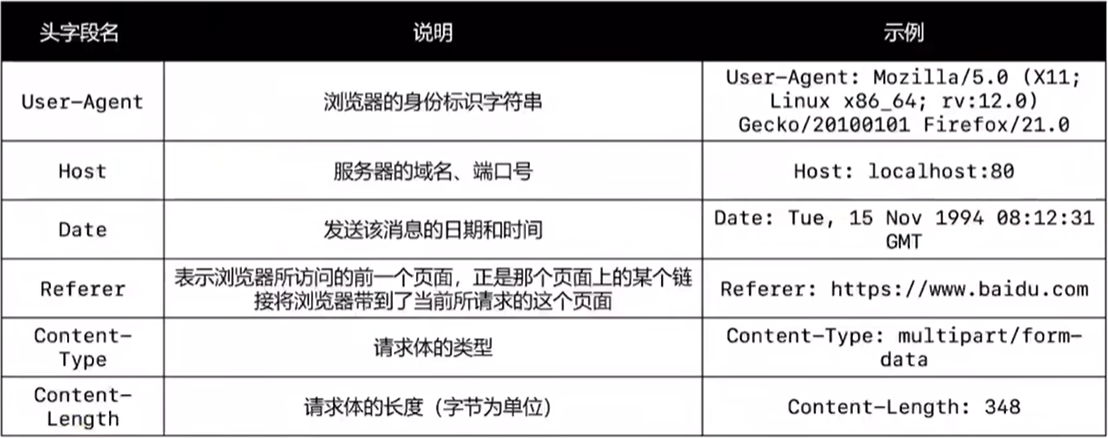 头字段名 说明 示例
User-Agent 浏览器的身份标识字符串 User-Agent: Mozilla/5.0 (X11;
Linux x86_64; rv:12.0)
Gecko/20100101 Firefox/21.0
Host 服务器的域名、端口号 Host: localhost:80
Date 发送该消息的日期和时间 Date: Tue, 15 Nov 1994 08:12:31
GMT
Referer 表示浏览器所访问的前一个页面，正是那个页面上的某个链
接将浏览器带到了当前所请求的这个页面 Referer: https://www.baidu.com
Content-
Type 请求体的类型 Content-Type: multipart/form-
data
Content-
Length 请求体的长度（字节为单位） Content-Length: 348